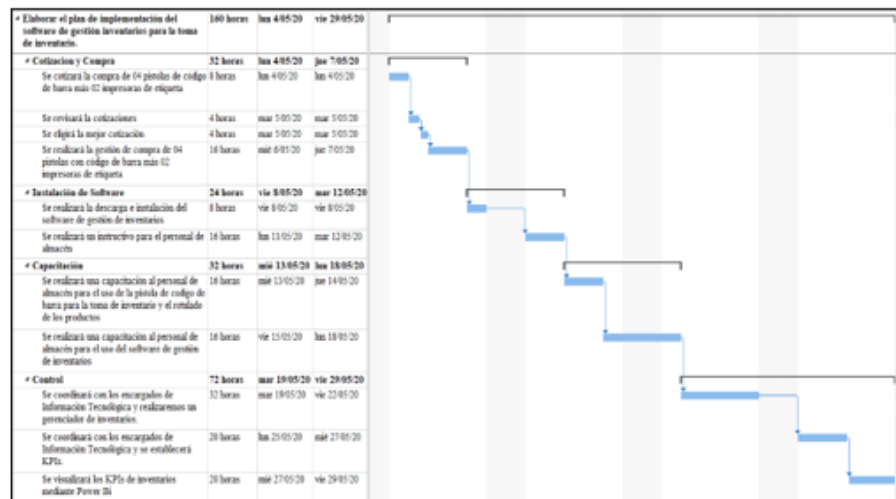 Elaborar el plan de implementación del 160 horas lun 4/05/20 vie 29/05/20
software de gestión inventarios para la toma
de inventario.
Cotizacion y Compra 32 horas lun 4/05/20 jue 7/05/20
Se cotizará la compra de 04 pistolas de código 8 horas lun 4/05/20 lun 4/05/20
de barra más 02 impresoras de etiqueta
Se revisará la cotizaciones 4 horas mar 5/05/20 mar 5/05/20
Se eligirá la mejor cotización 4 horas mar 5/05/20 mar 5/05/20
Se realizará la gestión de compra de 04 16 horas mié 6/05/20 jue 7/05/20
pistolas con código de barra más 02
impresoras de etiqueta
Instalación de Software 24 horas vie 8/05/20 mar 12/05/20
Se realizará la descarga e instalación del 8 horas vie 8/05/20 vie 8/05/20
software de gestión de inventarios
Se realizará un instructivo para el personal de 16 horas lun 11/05/20 mar 12/05/20
almacén
Capacitación 32 horas mié 13/05/20 lun 18/05/20
Se realizará una capacitación al personal de 16 horas mié 13/05/20 jue 14/05/20
almacén para el uso de la pistola de codigo de
barra para la toma de inventario y el rotulado
de los productos
Se realizará una capacitación al personal de 16 horas vie 15/05/20 lun 18/05/20
almacén para el uso del software de gestión
de inventarios
Control 72 horas mar 19/05/20 vie 29/05/20
Se coordinará con los encargados de 32 horas mar 19/05/20 vie 22/05/20
Información Tecnológica y realizaremos un
gerenciador de inventarios.
Se coordinará con los encargados de 20 horas lun 25/05/20 mié 27/05/20
Información Tecnológica y se establecerá
KPIs.
Se visualizará los KPIs de inventarios 20 horas mié 27/05/20 vie 29/05/20
mediante Power Bi